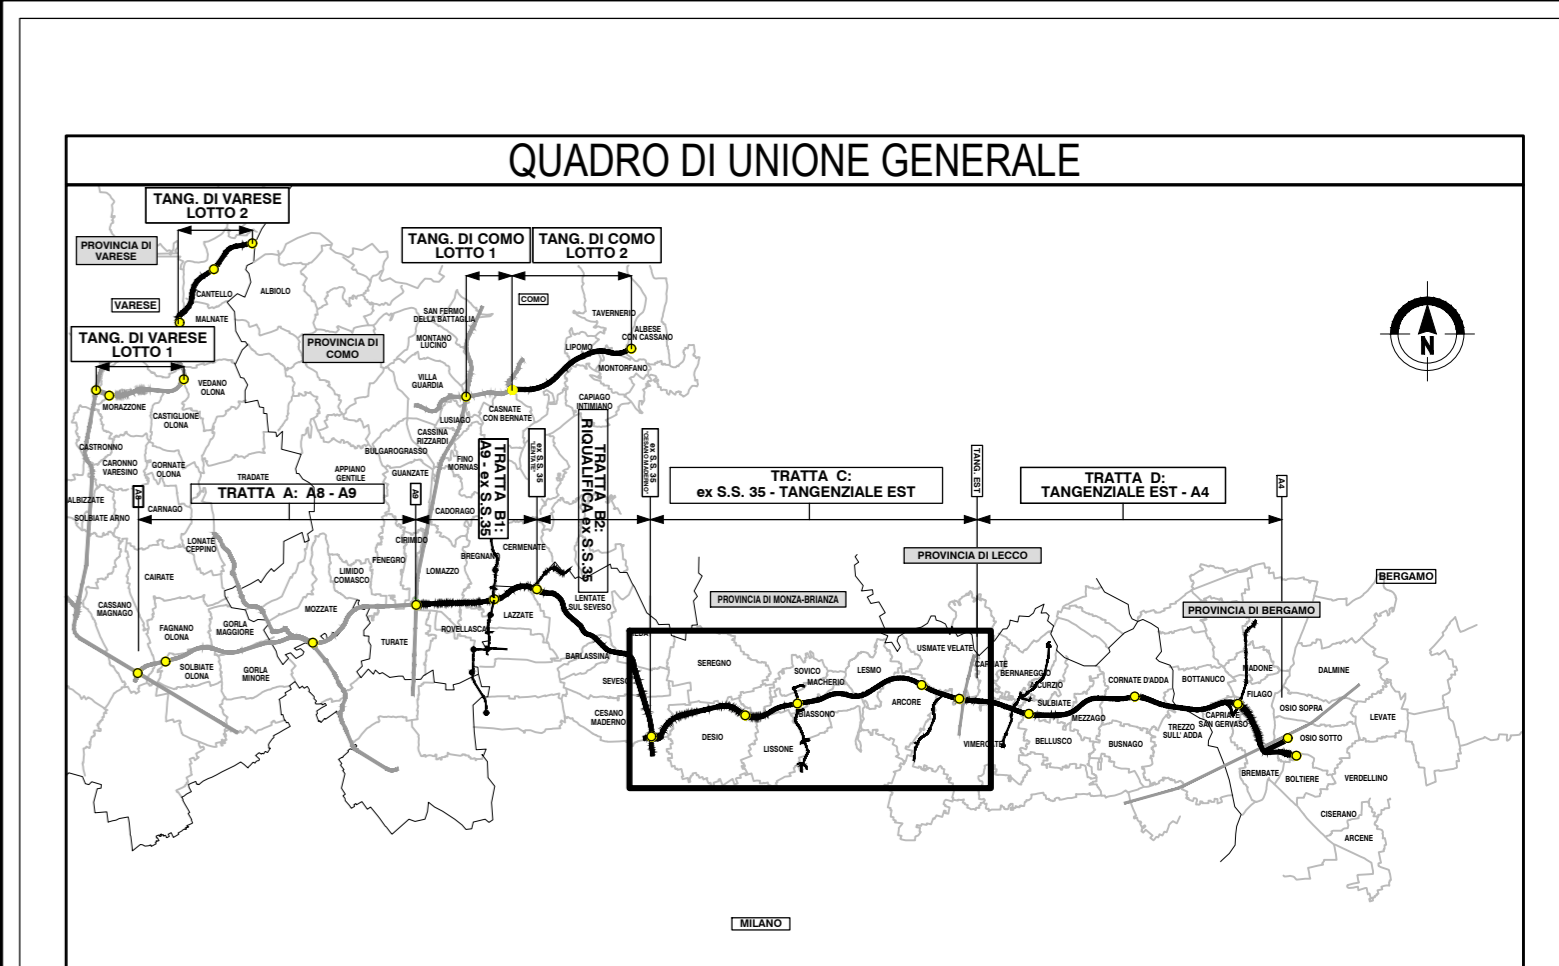 QUADRO DI UNIONE GENERALE
TANG. DI VARESE
LOTTO 2
PROVINCIA DI
VARESE
CANTELLO
ALBIOLO
VARESE
MALNATE
TANG. DI VARESE
LOTTO 1
PROVINCIA DI
COMO
TANG. DI COMO
LOTTO 1
TANG. DI COMO
LOTTO 2
COMO
SAN FERMO
DELLA BATTAGLIA
TAVERNERIO
ALBESE
CON CASSANO
MONTANO
LUCINO
LIPOMO
MONTORFANO
VILLA
GUARDIA
VEDANO
OLONA
MORAZZONE
CASTIGLIONE
OLONA
LUSIAGO
CASNATE
CON BERNATE
CAPIAGO
INTIMIANO
CASSINA
RIZZARDI
CASTRONNO
BULGAROGRASSO
CARONNO
VARESINO
GORNATE
OLONA
TRADATE
APPIANO
GENTILE
GUANZATE
FINO
MORNAS
ALBIZZATE
SOLBIATE ARNO
CARNAGO
A8
TRATTA A: A8 - A9
A9
CADORAGO
TRATTA B1:
A9 - ex S.S.35
ex S.S. 35
"LENTATE"
TRATTA B2:
RIQUALIFICA ex S.S.35
ex S.S. 35
"CESANO MADERNO"
TRATTA C:
ex S.S. 35 - TANGENZIALE EST
TANG. EST
TRATTA D:
TANGENZIALE EST - A4
A4
N
LONATE
CEPPINO
CIRIMIDO
FENEGRO
BREGNANO
CERMENATE
PROVINCIA DI LECCO
BERGAMO
CAIRATE
LIMIDO
COMASCO
LOMAZZO
CASSANO
MAGNAGO
MOZZATE
LAZZATE
LENTATE
SUL SEVESO
PROVINCIA DI MONZA-BRIANZA
PROVINCIA DI BERGAMO
FAGNANO
OLONA
GORLA
MAGGIORE
TURATE
ROVELLASCA
SOLBIATE
OLONA
GORLA
MINORE
BARLASSINA
SEVESO
SEREGNO
SOVICO
MACHERIO
LESMO
USMATE VELATE
CARNATE
BERNAREGGIO
AICURZIO
SULBIATE
CORNATE D'ADDA
BOTTANUCO
MADONE
DALMINE
CESANO
MADERNO
BIASSONO
ARCORE
MEZZAGO
CAPRIATE
SAN GERVASO
FILAGO
OSIO SOPRA
LEVATE
DESIO
LISSONE
VIMERCATE
BELLUSCO
BUSNAGO
TREZZO
SULL' ADDA
OSIO SOTTO
BREMBATE
BOLTIERE
VERDELLINO
CISERANO
ARCENE
MILANO